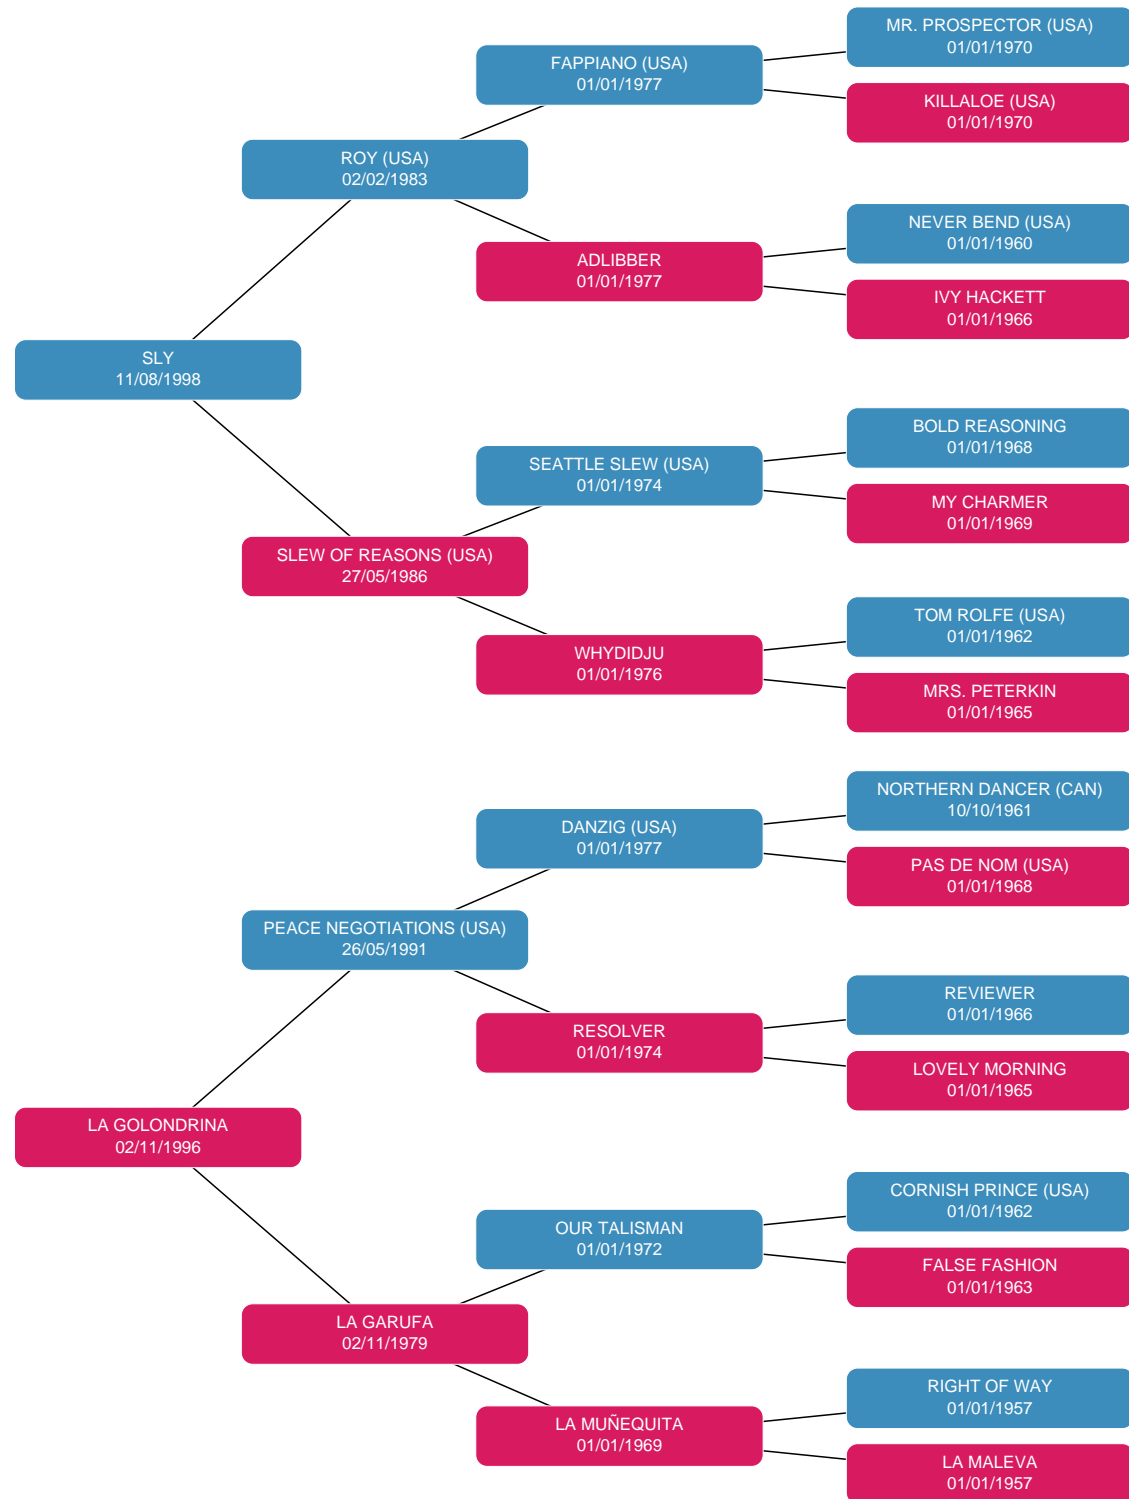 MR. PROSPECTOR (USA)
01/01/1970
FAPPIANO (USA)
01/01/1977
KILLALOE (USA)
01/01/1970
ROY (USA)
02/02/1983
NEVER BEND (USA)
01/01/1960
ADLIBBER
01/01/1977
IVY HACKETT
01/01/1966
SLY
11/08/1998
BOLD REASONING
01/01/1968
SEATTLE SLEW (USA)
01/01/1974
MY CHARMER
01/01/1969
SLEW OF REASONS (USA)
27/05/1986
TOM ROLFE (USA)
01/01/1962
WHYDIDJU
01/01/1976
MRS. PETERKIN
01/01/1965
NORTHERN DANCER (CAN)
10/10/1961
DANZIG (USA)
01/01/1977
PAS DE NOM (USA)
01/01/1968
PEACE NEGOTIATIONS (USA)
26/05/1991
REVIEWER
01/01/1966
RESOLVER
01/01/1974
LOVELY MORNING
01/01/1965
LA GOLONDRINA
02/11/1996
CORNISH PRINCE (USA)
01/01/1962
OUR TALISMAN
01/01/1972
FALSE FASHION
01/01/1963
LA GARUFA
02/11/1979
RIGHT OF WAY
01/01/1957
LA MUÑEQUITA
01/01/1969
LA MALEVA
01/01/1957